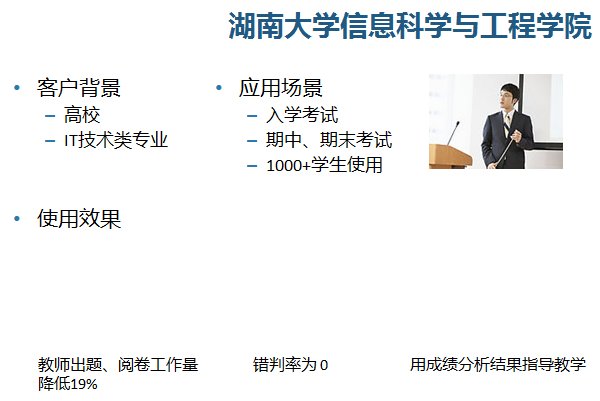 湖南大学信息科学与工程学院
• 客户背景
– 高校
– IT技术类专业
• 应用场景
– 入学考试
– 期中、期末考试
– 1000+学生使用
• 使用效果
教师出题、阅卷工作量
降低19%
错判率为 0
用成绩分析结果指导教学